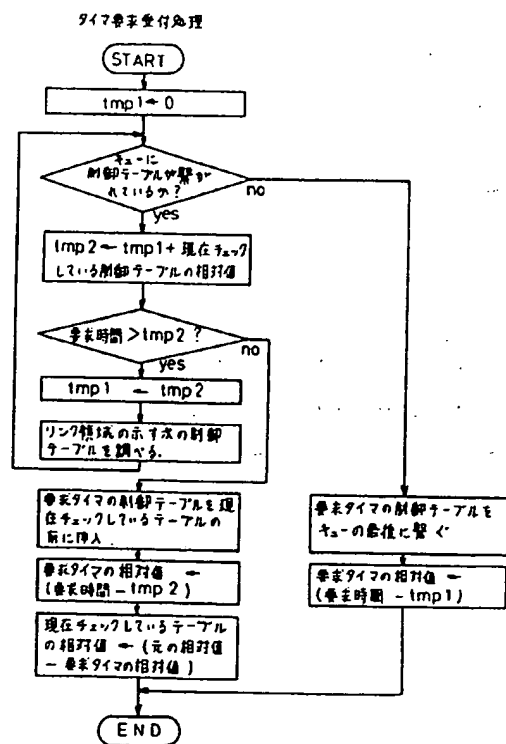 タイマ要求受付処理
START
tmp1←0
キューに
制御テーブルが繋が
れているか?
no
yes
tmp2←tmp1+現在チェック
している制御テーブルの相対値
要求時間>tmp2?
no
yes
tmp1 ← tmp2
リンク領域の示す次の制御
テーブルを調べる.
要求タイマの制御テーブルを現
在チェックしているテーブルの
前に挿入
要求タイマの相対値 ←
(要求時間-tmp2)
現在チェックしているテーブル
の相対値 ← (元の相対値
- 要求タイマの相対値)
要求タイマの制御テーブルを
キューの最後に繋ぐ
要求タイマの相対値 ←
(要求時間 -tmp1)
END